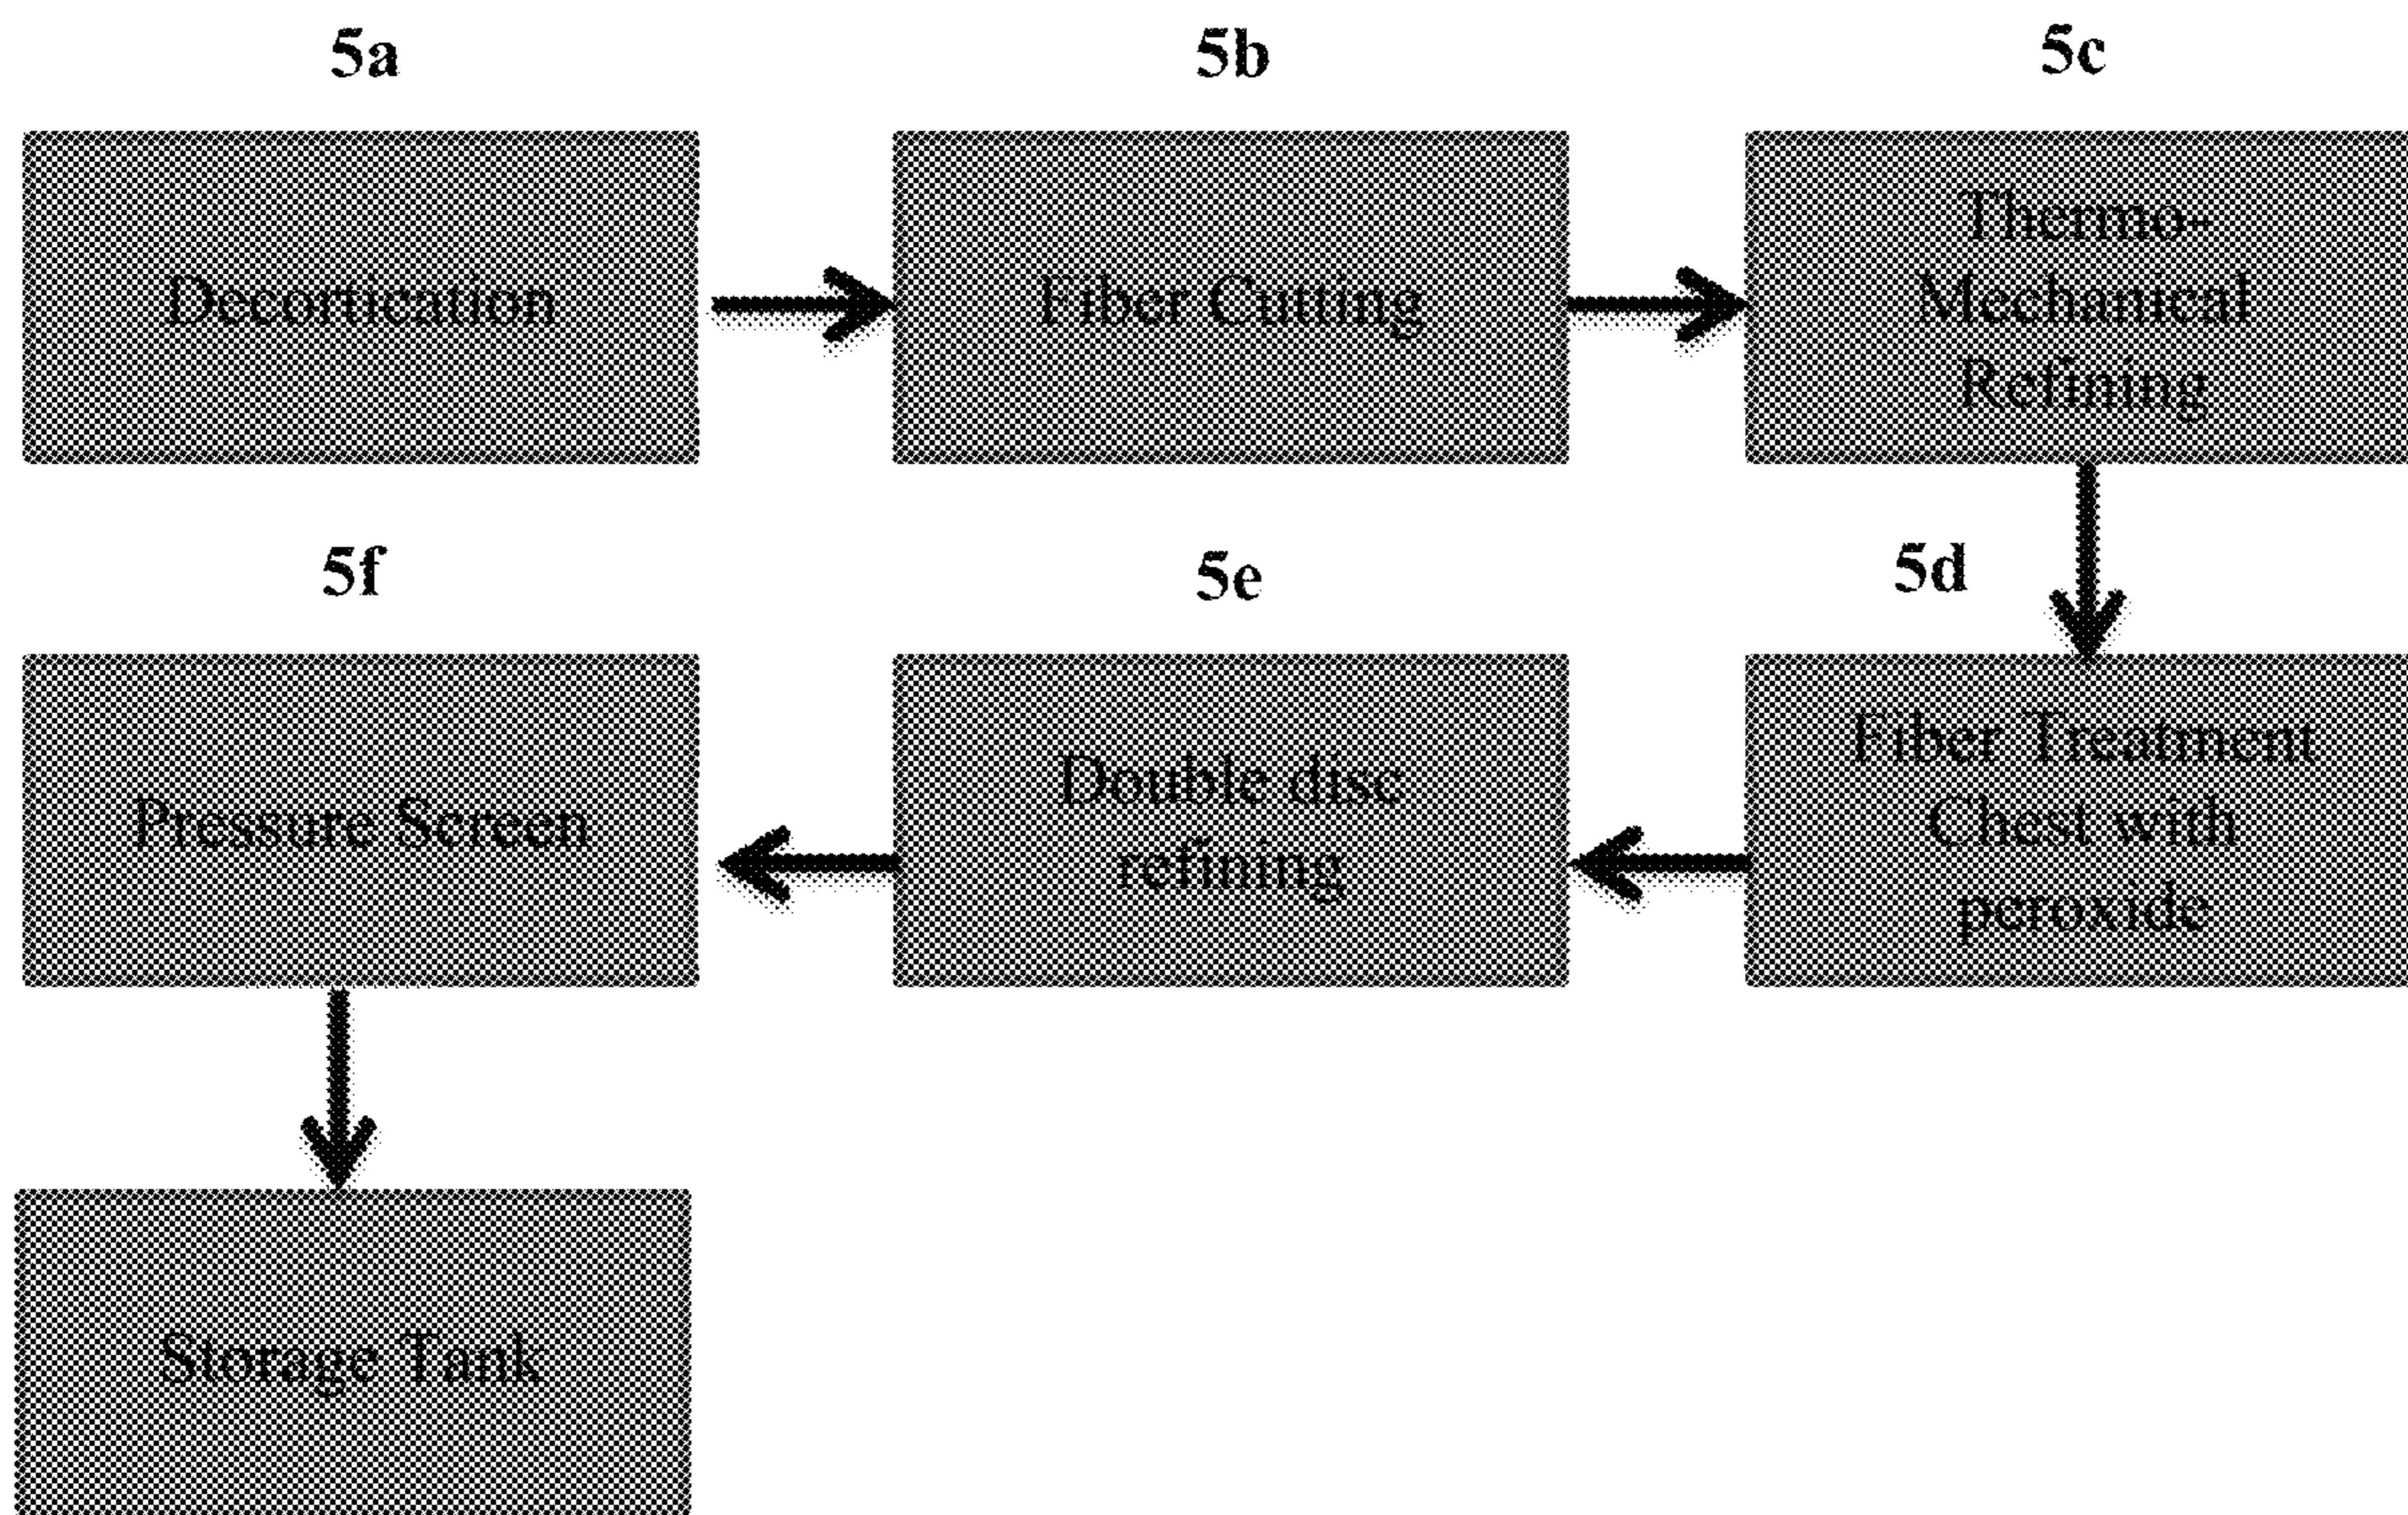 5a
5b
5c
Decortication
Fiber Cutting
Thermo-
Mechanical
Refining
5f
5e
5d
Pressure Screen
Double disc
refining
Fiber Treatment
Chest with
peroxide
Storage Tank